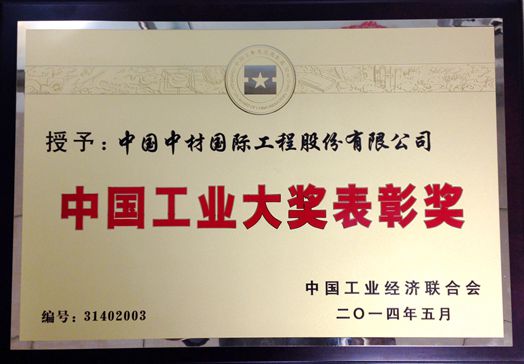 授予：中国中材国际工程股份有限公司
中国工业大奖表彰奖
中国工业经济联合会
二〇一四年五月
编号：31402003